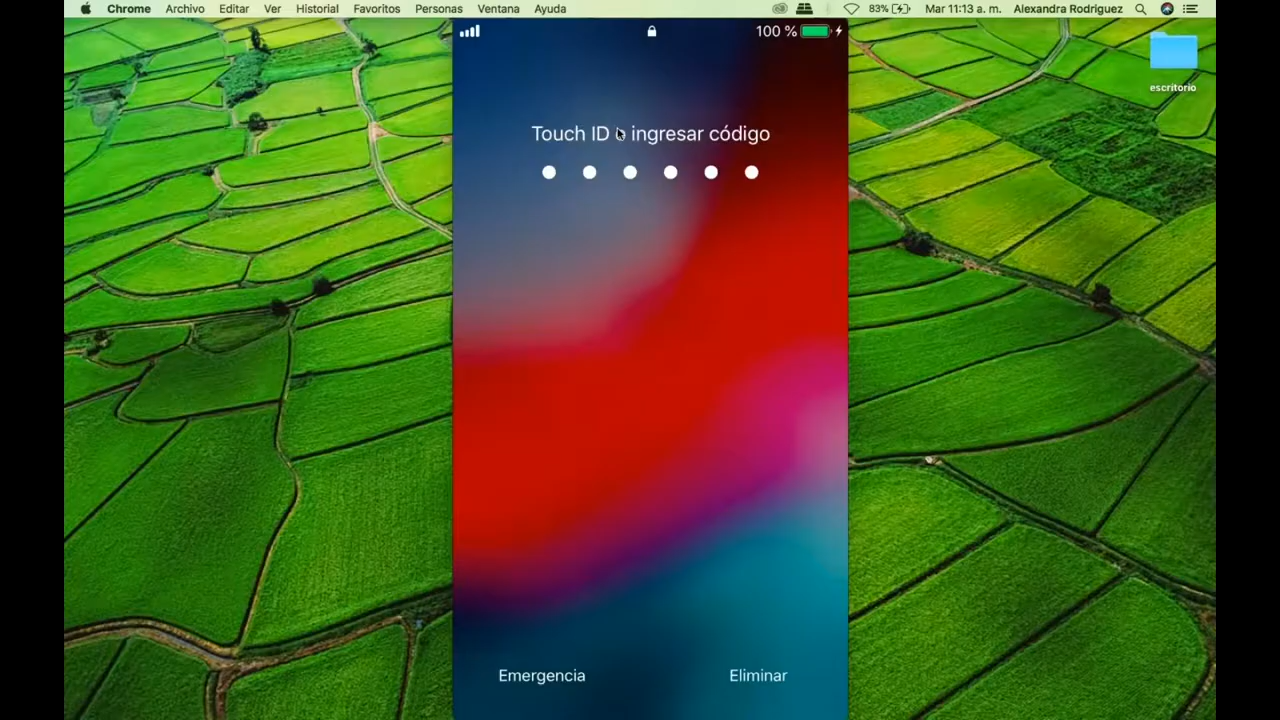 Chrome Archivo Editar Ver Historial Favoritos Personas Ventana Ayuda 83% Mar 11:13 a. m. Alexandra Rodriguez
100 %
escritorio
Touch ID o ingresar código
Emergencia Eliminar